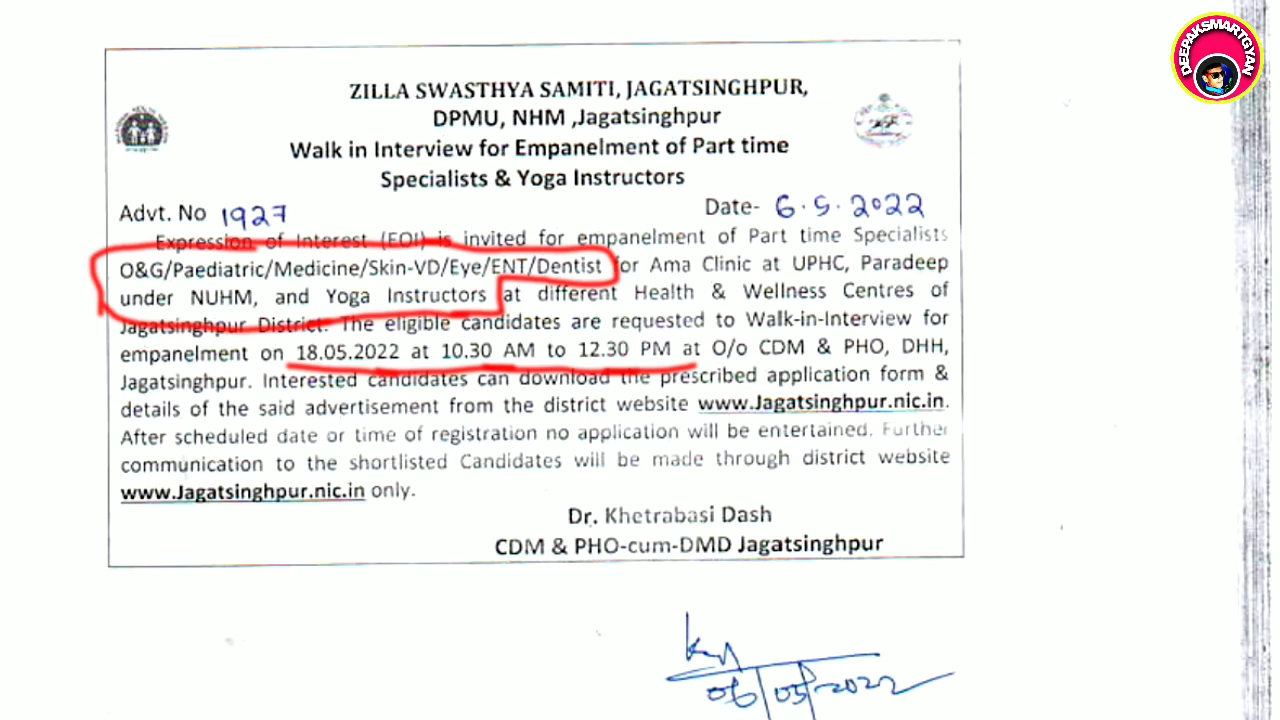 DEEPAKSMARTGYAN
ZILLA SWASTHYA SAMITI, JAGATSINGHPUR,
DPMU, NHM ,Jagatsinghpur
Walk in Interview for Empanelment of Part time
Specialists & Yoga Instructors
Advt. No 1927 Date- 6.5.2022
Expression of Interest (EOI) is invited for empanelment of Part time Specialists
O&G/Paediatric/Medicine/Skin-VD/Eye/ENT/Dentist for Ama Clinic at UPHC, Paradeep
under NUHM, and Yoga Instructors at different Health & Wellness Centres of
Jagatsinghpur District. The eligible candidates are requested to Walk-in-Interview for
empanelment on 18.05.2022 at 10.30 AM to 12.30 PM at O/o CDM & PHO, DHH,
Jagatsinghpur. Interested candidates can download the prescribed application form &
details of the said advertisement from the district website www.Jagatsinghpur.nic.in.
After scheduled date or time of registration no application will be entertained. Further
communication to the shortlisted Candidates will be made through district website
www.Jagatsinghpur.nic.in only.
Dr. Khetrabasi Dash
CDM & PHO-cum-DMD Jagatsinghpur
06/05/2022